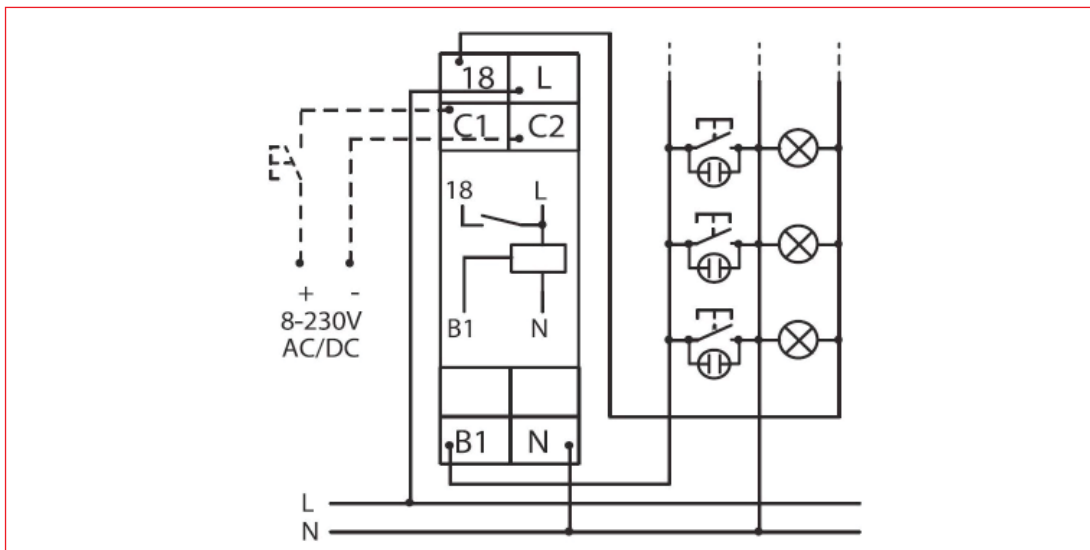 18 L
C1 C2
18 L
B1 N
+ -
8-230V
AC/DC
B1 N
L
N